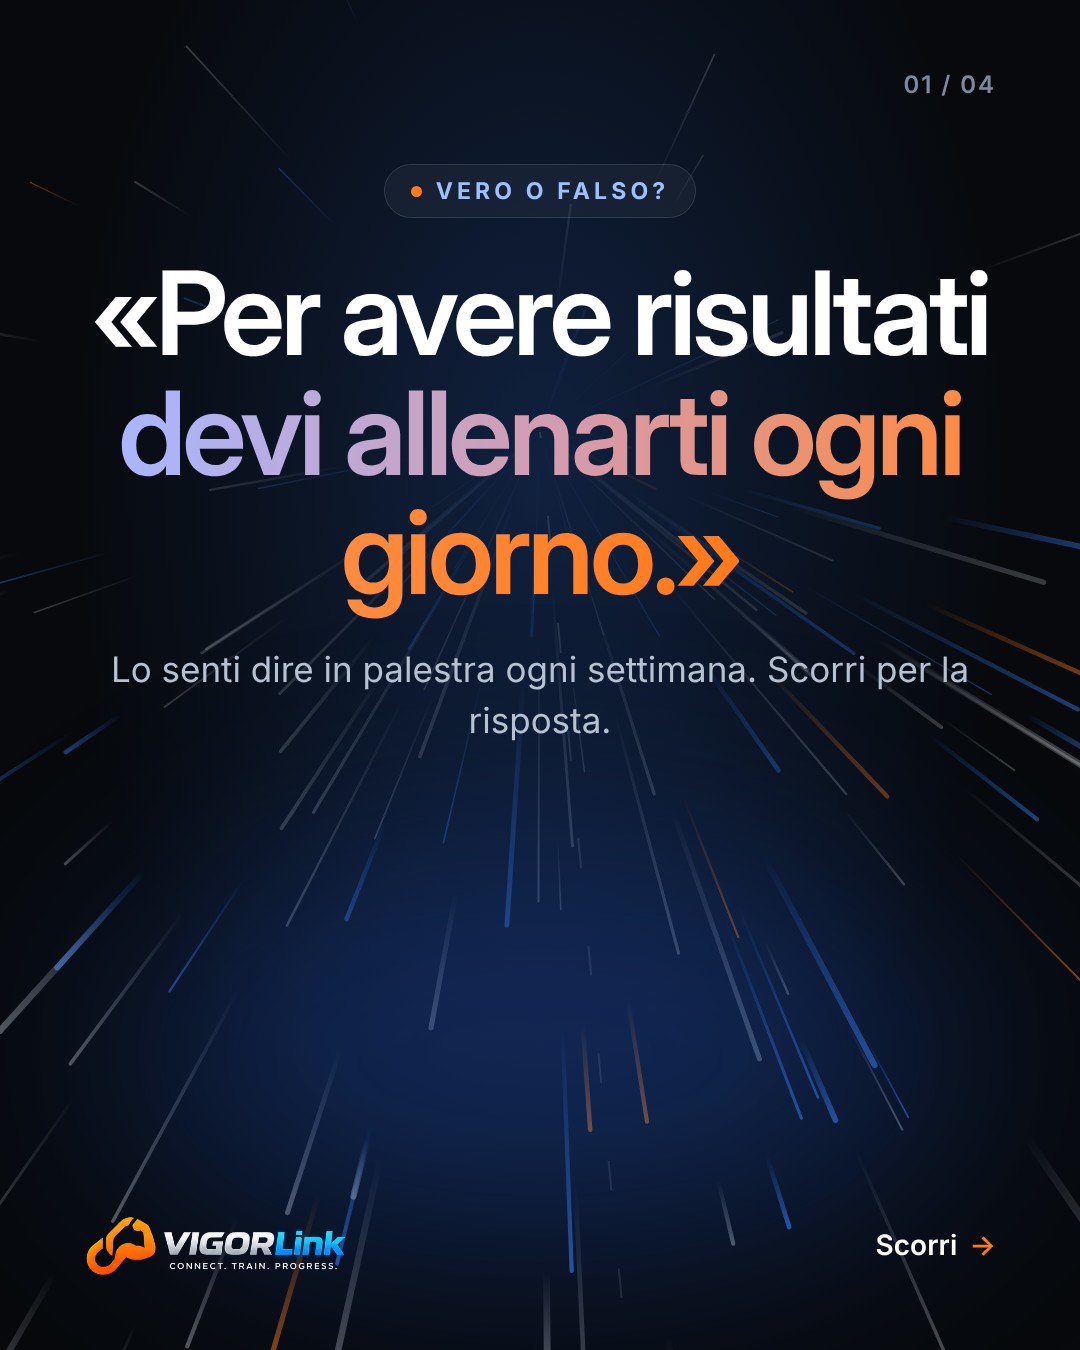 01 / 04
VERO O FALSO?
«Per avere risultati
devi allenarti ogni
giorno.»
Lo senti dire in palestra ogni settimana. Scorri per la
risposta.
VIGORLink
CONNECT. TRAIN. PROGRESS.
Scorri →